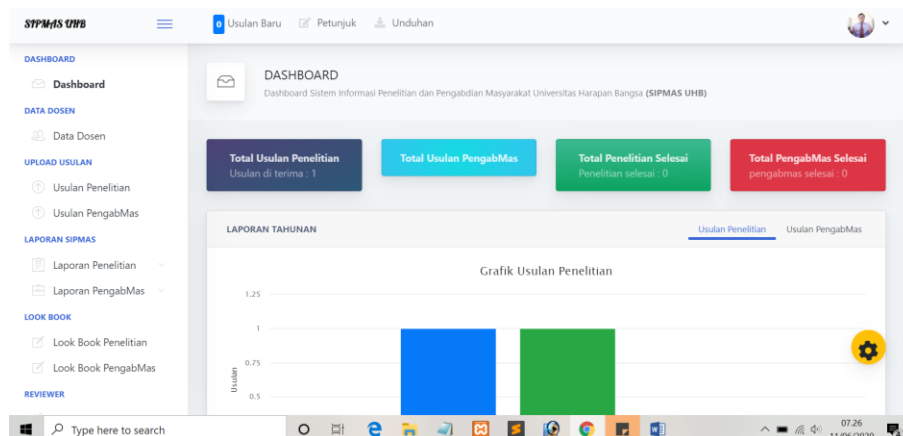 SIPMAS UHB
0 Usulan Baru
Petunjuk
Unduhan
DASHBOARD
Dashboard
DATA DOSEN
Data Dosen
UPLOAD USULAN
Usulan Penelitian
Usulan PengabMas
LAPORAN SIPMAS
Laporan Penelitian
Laporan PengabMas
LOOK BOOK
Look Book Penelitian
Look Book PengabMas
REVIEWER
DASHBOARD
Dashboard Sistem Informasi Penelitian dan Pengabdian Masyarakat Universitas Harapan Bangsa (SIPMAS UHB)
Total Usulan Penelitian
Usulan di terima : 1
Total Usulan PengabMas
Total Penelitian Selesai
Penelitian selesai : 0
Total PengabMas Selesai
pengabmas selesai : 0
LAPORAN TAHUNAN
Usulan Penelitian
Usulan PengabMas
Grafik Usulan Penelitian
1.25
1
0.75
0.5
Usulan
Type here to search
07.26
11/06/2020